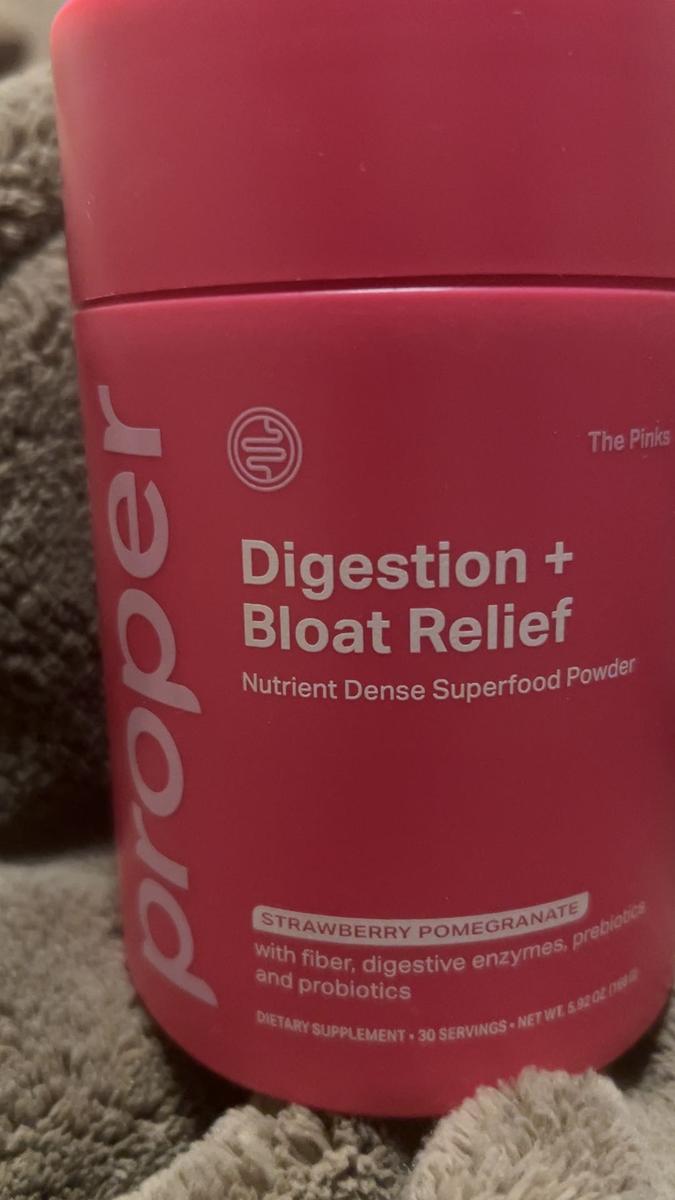 proper
The Pinks
Digestion +
Bloat Relief
Nutrient Dense Superfood Powder
STRAWBERRY POMEGRANATE
with fiber, digestive enzymes, prebiotics
and probiotics
DIETARY SUPPLEMENT • 30 SERVINGS • NET WT. 5.92 OZ